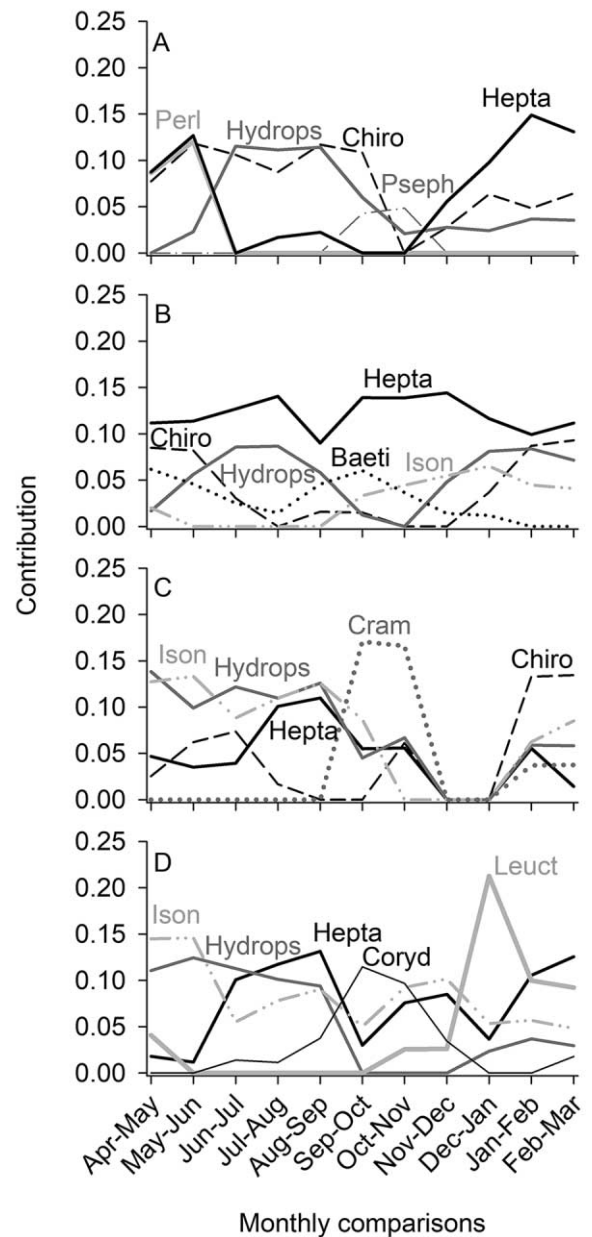 A
0.25
0.20
0.15
0.10
0.05
0.00
Perl
Hydrops
Chiro
Pseph
Hepta
B
0.25
0.20
0.15
0.10
0.05
0.00
Hepta
Chiro
Hydrops
Baeti
Ison
Contribution
C
0.25
0.20
0.15
0.10
0.05
0.00
Ison
Hydrops
Hepta
Cram
Chiro
D
0.25
0.20
0.15
0.10
0.05
0.00
Ison
Hydrops
Hepta
Coryd
Leuct
Apr-May
May-Jun
Jun-Jul
Jul-Aug
Aug-Sep
Sep-Oct
Oct-Nov
Nov-Dec
Dec-Jan
Jan-Feb
Feb-Mar
Monthly comparisons